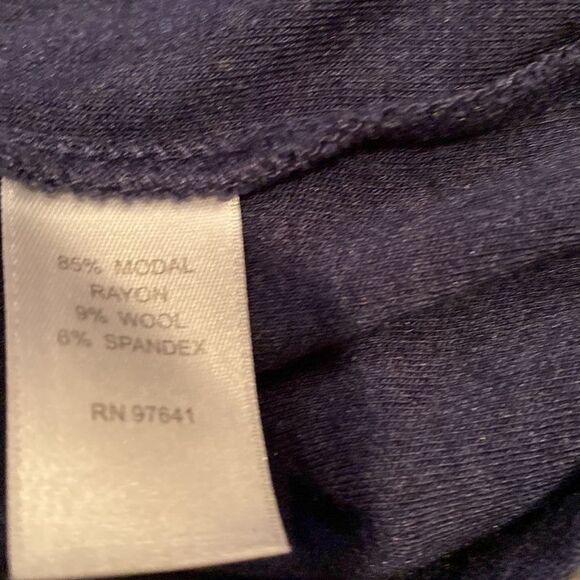 85% MODAL
RAYON
9% WOOL
6% SPANDEX
RN 97641